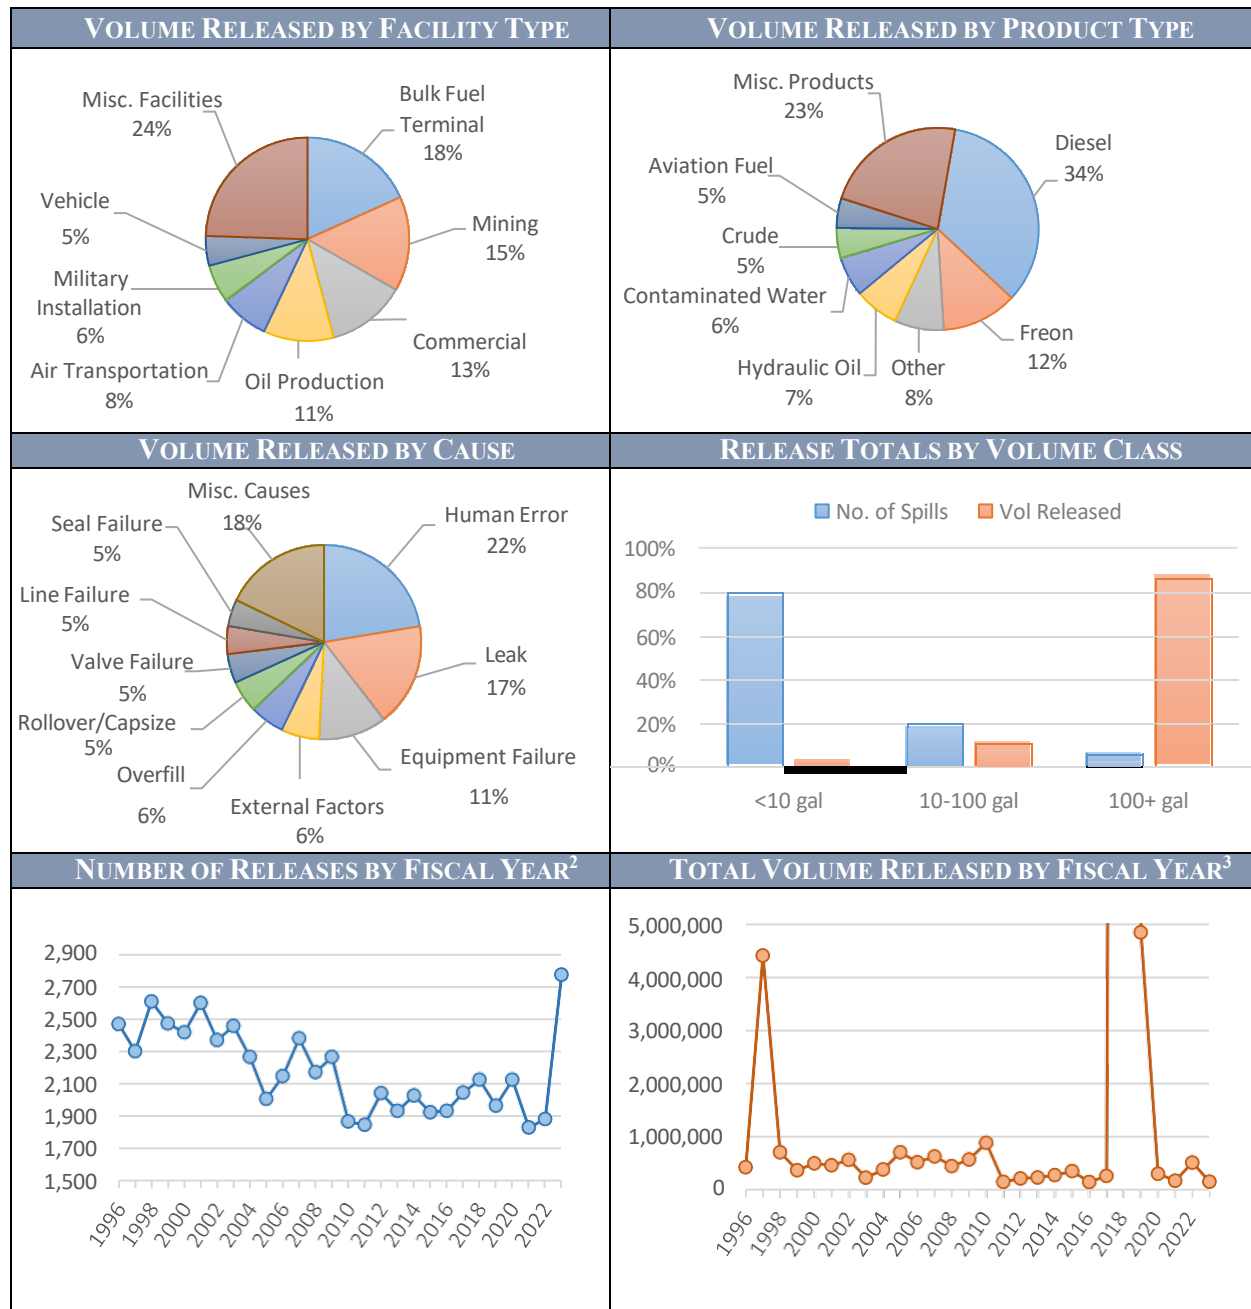 VOLUME RELEASED BY FACILITY TYPE
Misc. Facilities
24%
Bulk Fuel
Terminal
18%
Vehicle
5%
Mining
15%
Military
Installation
6%
Commercial
13%
Air Transportation
8%
Oil Production
11%
VOLUME RELEASED BY PRODUCT TYPE
Misc. Products
23%
Diesel
34%
Aviation Fuel
5%
Crude
5%
Contaminated Water
6%
Freon
12%
Hydraulic Oil
7%
Other
8%
VOLUME RELEASED BY CAUSE
Misc. Causes
18%
Human Error
22%
Seal Failure
5%
Line Failure
5%
Leak
17%
Valve Failure
5%
Rollover/Capsize
5%
Equipment Failure
11%
Overfill
6%
External Factors
6%
RELEASE TOTALS BY VOLUME CLASS
No. of Spills Vol Released
100%
80%
60%
40%
20%
0%
<10 gal 10-100 gal 100+ gal
NUMBER OF RELEASES BY FISCAL YEAR2
2,900
2,700
2,500
2,300
2,100
1,900
1,700
1,500
1996 1998 2000 2002 2004 2006 2008 2010 2012 2014 2016 2018 2020 2022
TOTAL VOLUME RELEASED BY FISCAL YEAR3
5,000,000
4,000,000
3,000,000
2,000,000
1,000,000
0
1996 1998 2000 2002 2004 2006 2008 2010 2012 2014 2016 2018 2020 2022